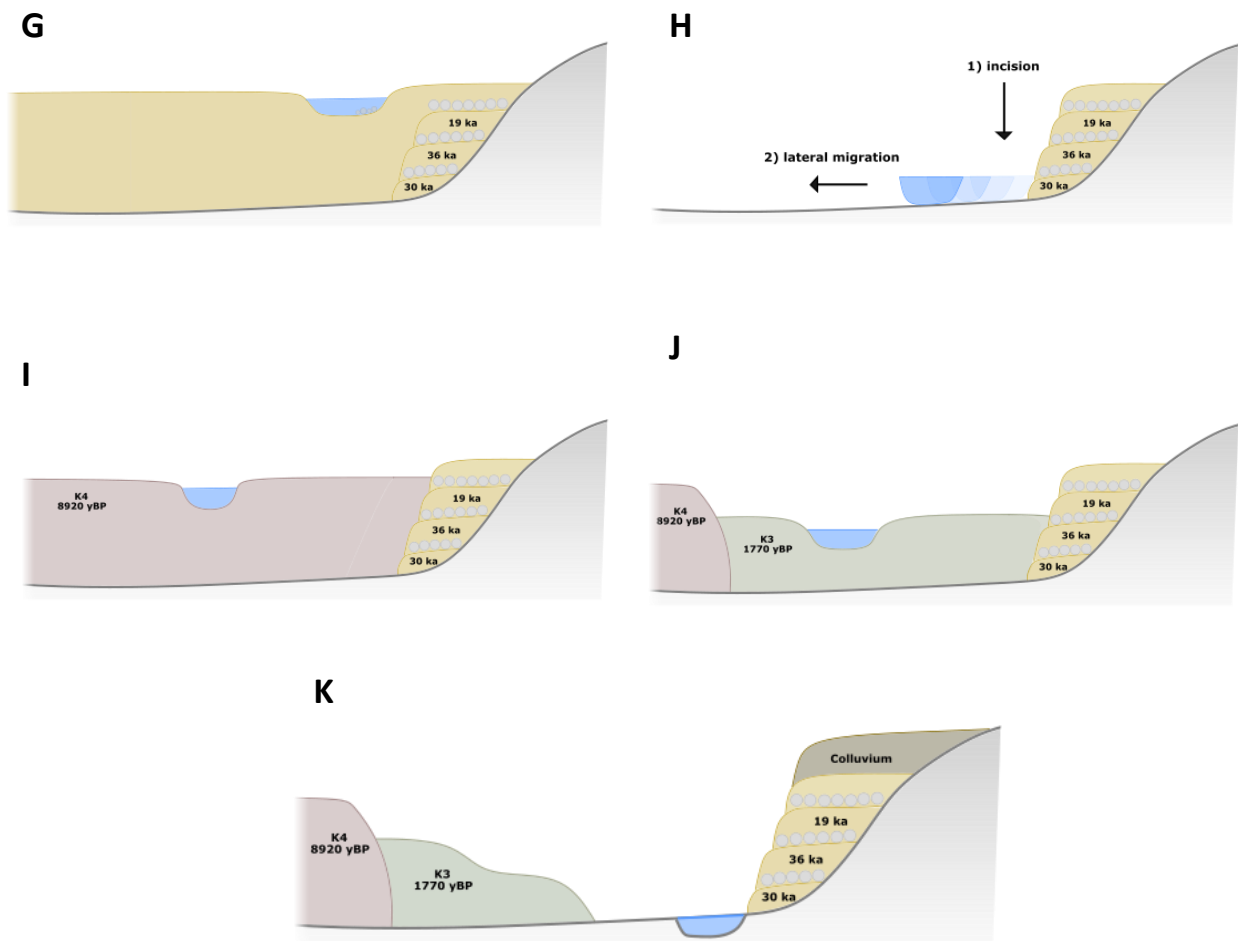 G
H
1) incision
19 ka
36 ka
30 ka
2) lateral migration
19 ka
36 ka
30 ka
I
J
K4
8920 yBP
19 ka
36 ka
30 ka
K4
8920 yBP
K3
1770 yBP
19 ka
36 ka
30 ka
K
Colluvium
K4
8920 yBP
K3
1770 yBP
19 ka
36 ka
30 ka